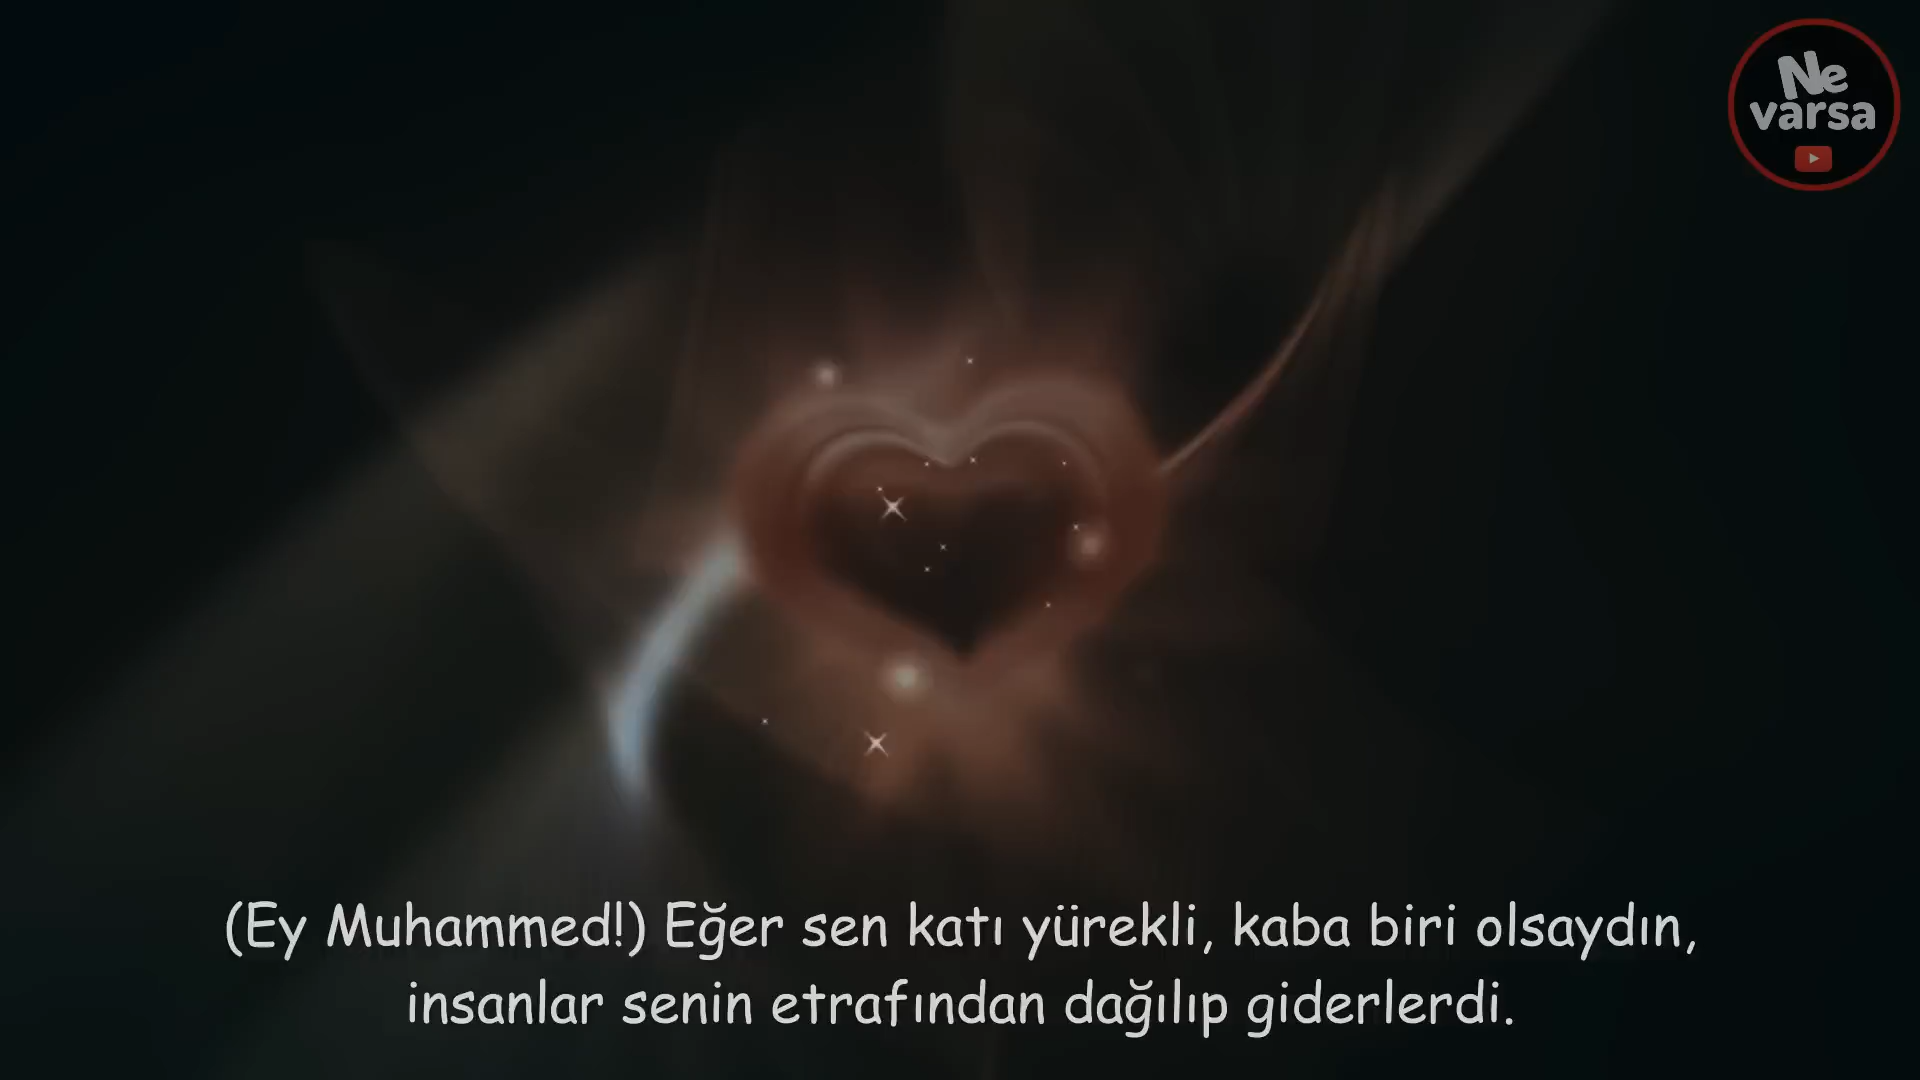 Ne
varsa
(Ey Muhammed!) Eğer sen katı yürekli, kaba biri olsaydın,
insanlar senin etrafından dağılıp giderlerdi.